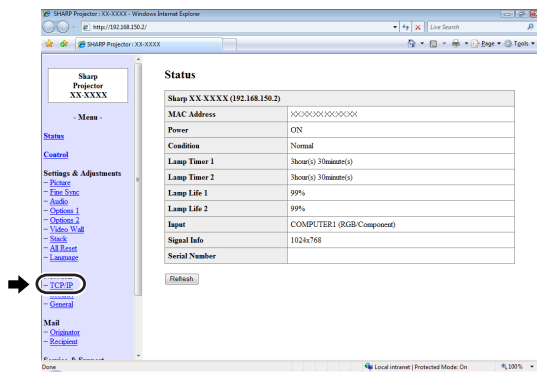 SHARP Projector : XX-XXXX - Windows Internet Explorer
http://192.168.150.2/
Live Search
SHARP Projector : XX-XXXX
Page
Tools
Sharp
Projector
XX-XXXX
- Menu -
Status
Control
Settings & Adjustments
– Picture
– Fine Sync
– Audio
– Options 1
– Options 2
– Video Wall
– Stack
– All Reset
– Language
– TCP/IP
– General
Mail
– Originator
– Recipient
Status
Sharp XX-XXXX (192.168.150.2)
MAC Address XXXXXXXXXXXX
Power ON
Condition Normal
Lamp Timer 1 3hour(s) 30minute(s)
Lamp Timer 2 3hour(s) 30minute(s)
Lamp Life 1 99%
Lamp Life 2 99%
Input COMPUTER1 (RGB/Component)
Signal Info 1024x768
Serial Number
Refresh
Done
Local intranet | Protected Mode: On
100%